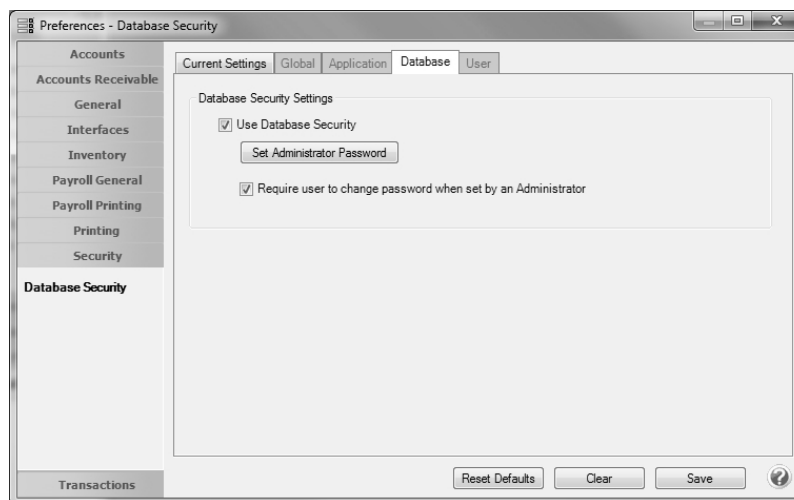 Preferences - Database Security
Accounts
Accounts Receivable
General
Interfaces
Inventory
Payroll General
Payroll Printing
Printing
Security
Database Security
Transactions
Current Settings Global Application Database User
Database Security Settings
Use Database Security
Set Administrator Password
Require user to change password when set by an Administrator
Reset Defaults Clear Save ?